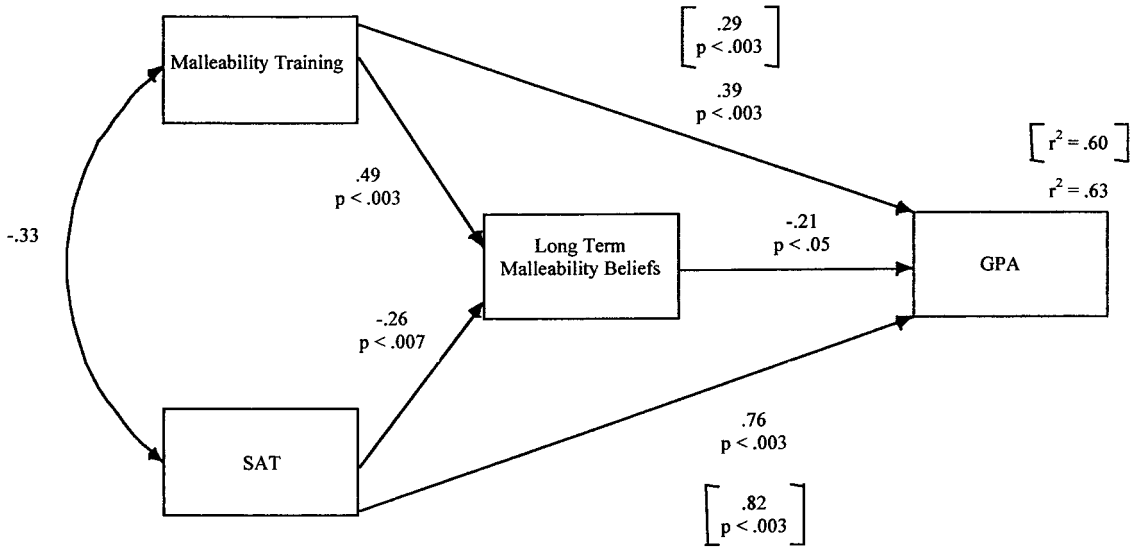 Malleability Training
[ .29
p < .003 ]
.39
p < .003
[ r² = .60 ]
r² = .63
.49
p < .003
-.33
Long Term
Malleability Beliefs
-.21
p < .05
GPA
-.26
p < .007
SAT
.76
p < .003
[ .82
p < .003 ]